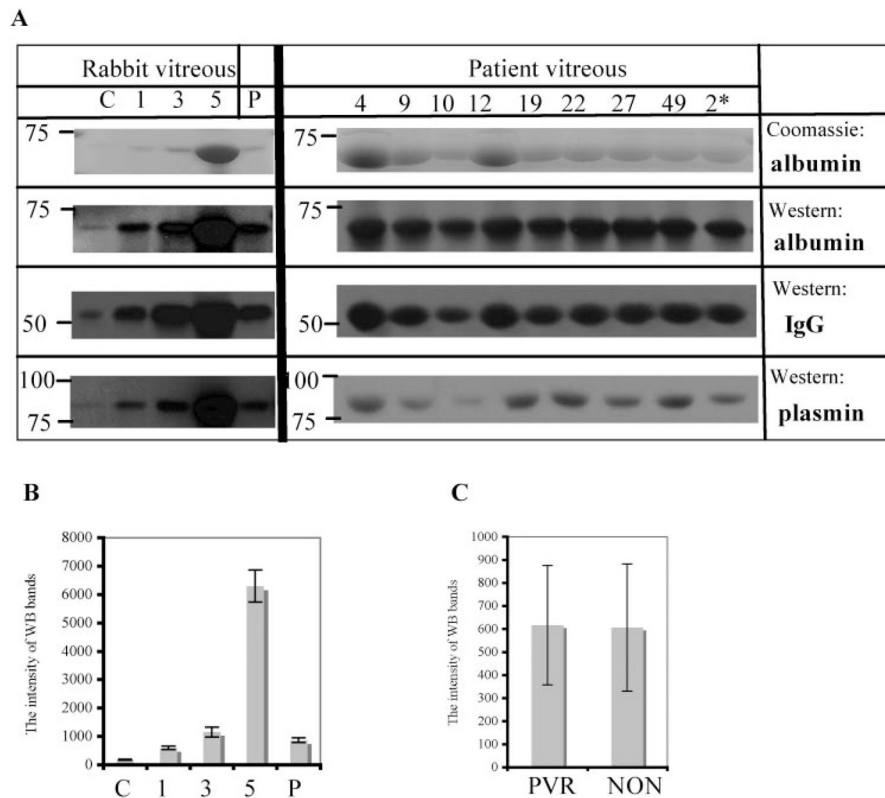 A
Rabbit vitreous Patient vitreous
C 1 3 5 P 4 9 10 12 19 22 27 49 2*
75 75 Coomassie:
albumin
75 75 Western:
albumin
50 50 Western:
IgG
100 100 Western:
75 75 plasmin
B
The intensity of WB bands
8000
7000
6000
5000
4000
3000
2000
1000
0
C 1 3 5 P
C
The intensity of WB bands
1000
900
800
700
600
500
400
300
200
100
0
PVR NON